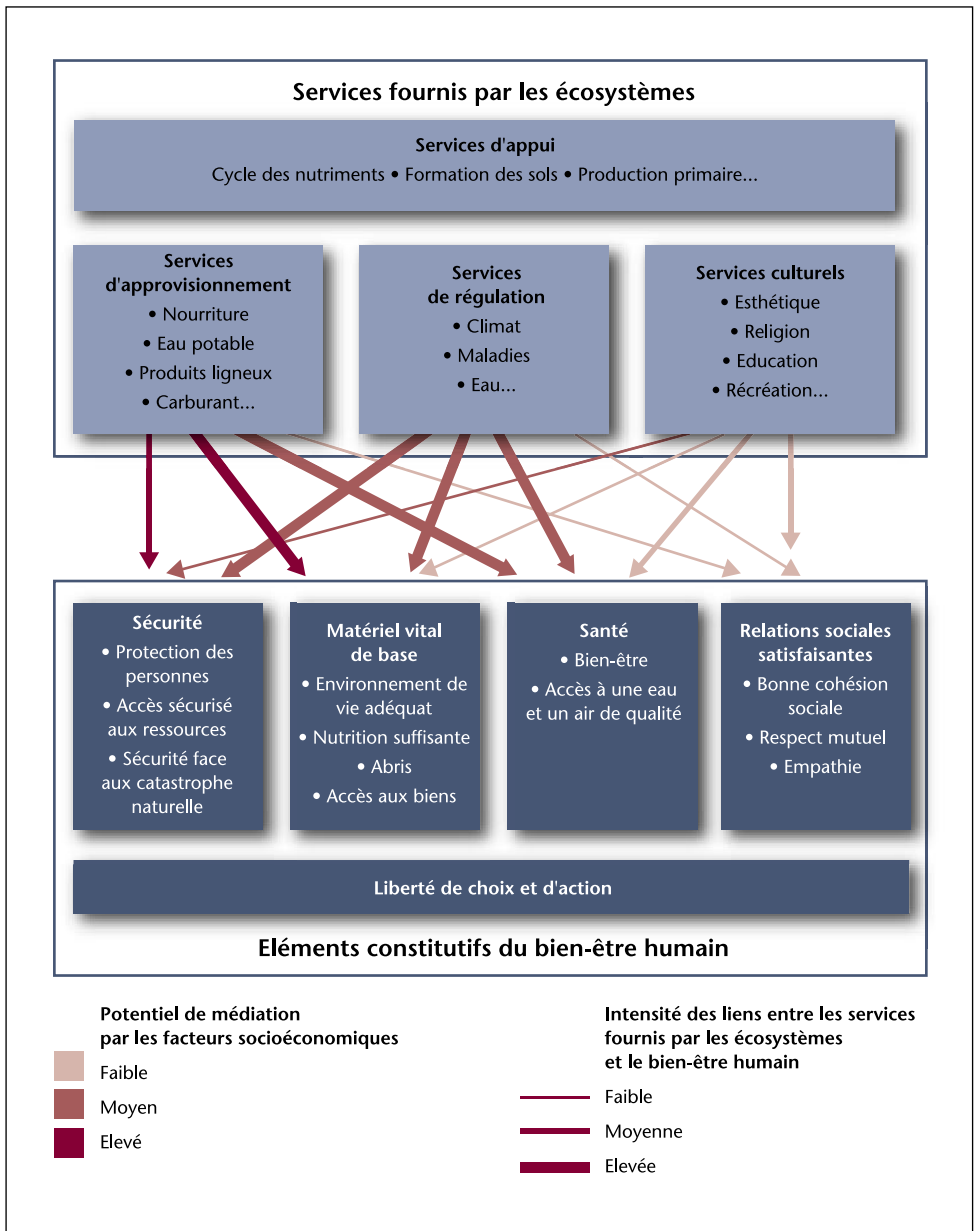 Services fournis par les écosystèmes
Services d'appui
Cycle des nutriments • Formation des sols • Production primaire...
Services
d'approvisionnement
• Nourriture
• Eau potable
• Produits ligneux
• Carburant...
Services
de régulation
• Climat
• Maladies
• Eau...
Services culturels
• Esthétique
• Religion
• Education
• Récréation...
Sécurité
• Protection des
personnes
• Accès sécurisé
aux ressources
• Sécurité face
aux catastrophe
naturelle
Matériel vital
de base
• Environnement de
vie adéquat
• Nutrition suffisante
• Abris
• Accès aux biens
Santé
• Bien-être
• Accès à une eau
et un air de qualité
Relations sociales
satisfaisantes
• Bonne cohésion
sociale
• Respect mutuel
• Empathie
Liberté de choix et d'action
Eléments constitutifs du bien-être humain
Potentiel de médiation
par les facteurs socioéconomiques
Faible
Moyen
Elevé
Intensité des liens entre les services
fournis par les écosystèmes
et le bien-être humain
Faible
Moyenne
Elevée